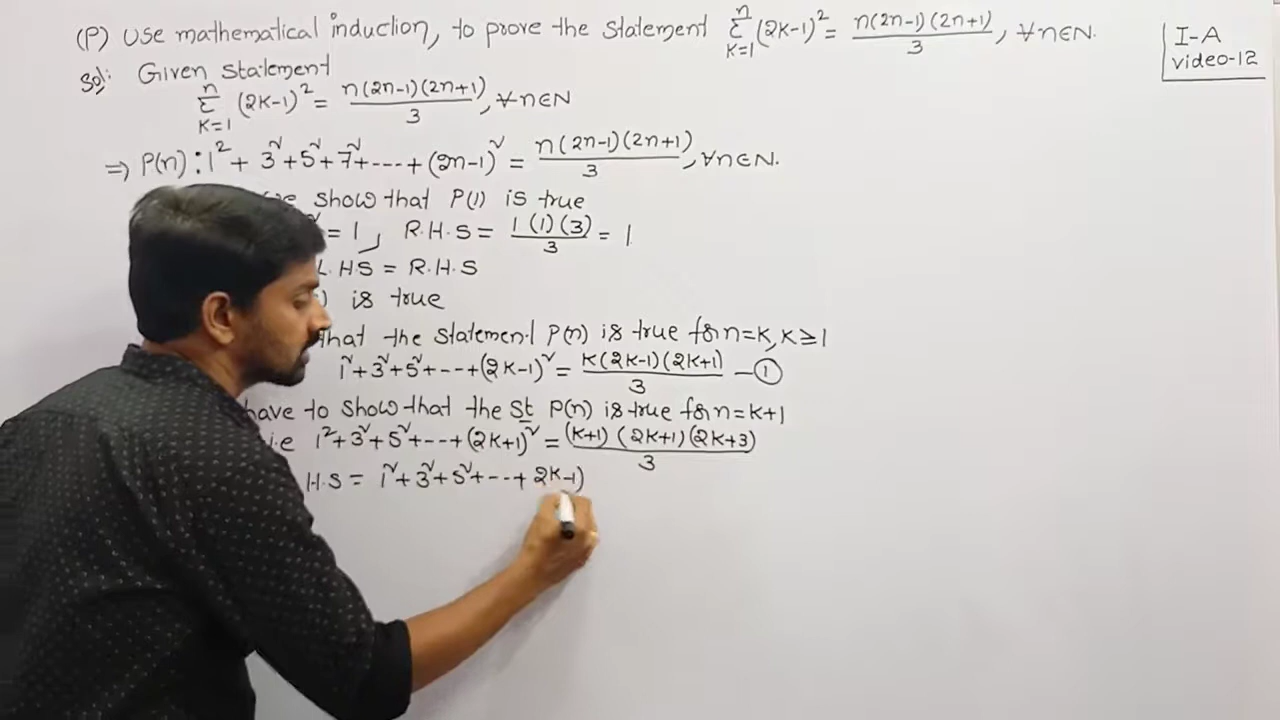 (P) Use mathematical induction, to prove the statement ∑_{k=1}^{n} (2k-1)² = n(2n-1)(2n+1)/3, ∀n∈N.
I-A
video-12
Sol: Given statement
∑_{k=1}^{n} (2k-1)² = n(2n-1)(2n+1)/3, ∀n∈N
⇒ P(n): 1² + 3² + 5² + 7² + ---- + (2n-1)² = n(2n-1)(2n+1)/3, ∀n∈N.
show that P(1) is true
= 1, R.H.S = 1(1)(3)/3 = 1.
L.H.S = R.H.S
is true
that the statement P(n) is true for n=k, k≥1
1²+3²+5²+--+(2k-1)² = k(2k-1)(2k+1)/3 —①
have to show that the st P(n) is true for n=k+1
i.e 1²+3²+5²+--+(2k+1)² = (k+1)(2k+1)(2k+3)/3
H.S = 1²+3²+5²+--+ 2k-1)